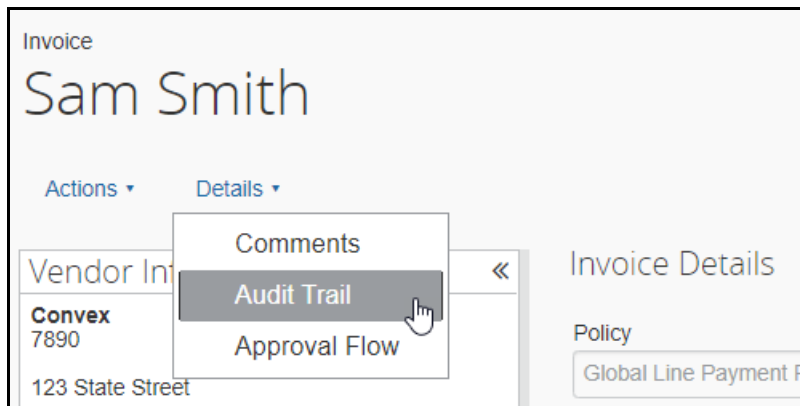 Invoice
Sam Smith
Actions
Details
Comments
Audit Trail
Approval Flow
Vendor
Convex
7890
123 State Street
Invoice Details
Policy
Global Line Payment